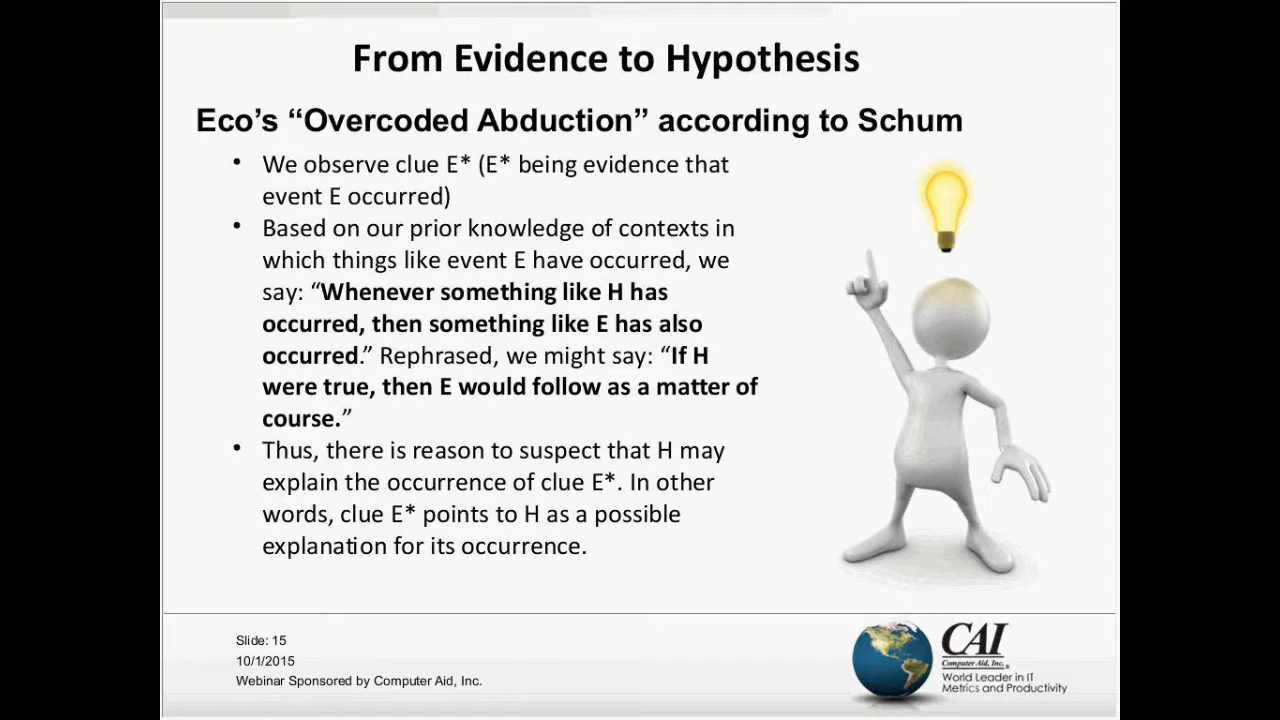 From Evidence to Hypothesis
Eco's “Overcoded Abduction” according to Schum
• We observe clue E* (E* being evidence that
event E occurred)
• Based on our prior knowledge of contexts in
which things like event E have occurred, we
say: “Whenever something like H has
occurred, then something like E has also
occurred.” Rephrased, we might say: “If H
were true, then E would follow as a matter of
course.”
• Thus, there is reason to suspect that H may
explain the occurrence of clue E*. In other
words, clue E* points to H as a possible
explanation for its occurrence.
Slide: 15
10/1/2015
Webinar Sponsored by Computer Aid, Inc.
CAI
Computer Aid, Inc.®
World Leader in IT
Metrics and Productivity